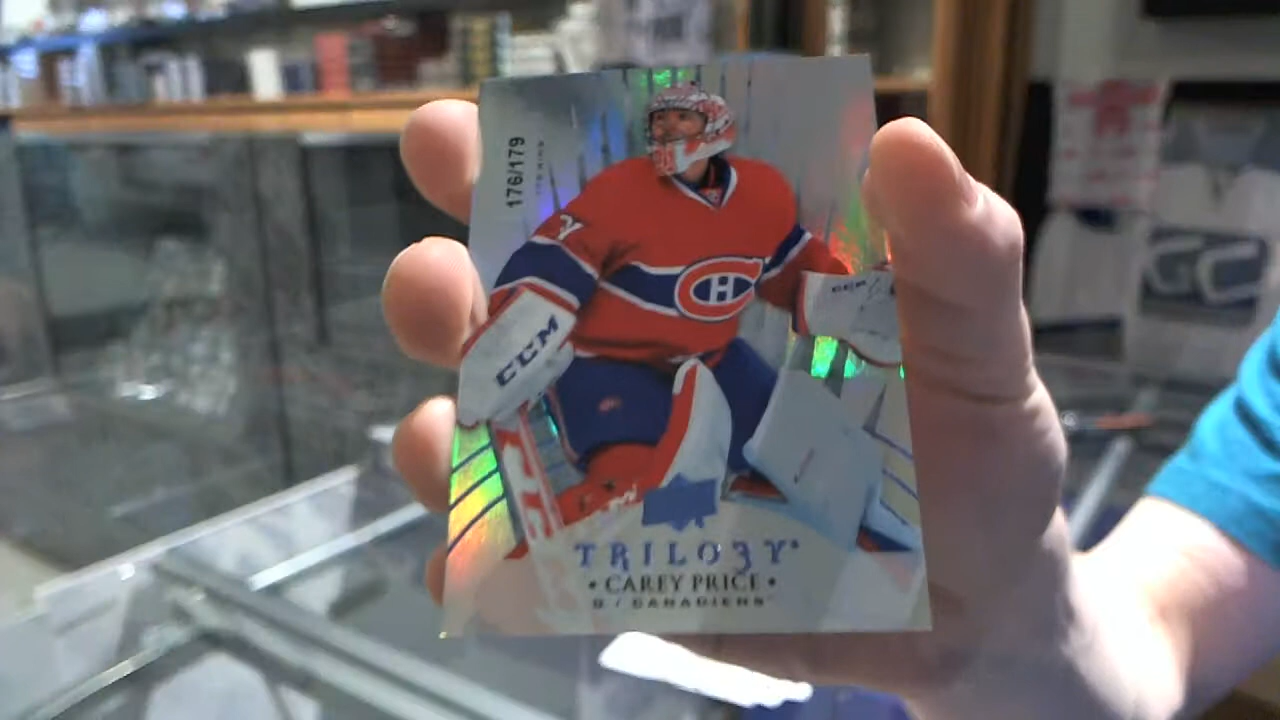 176/179
CCM
CCM
TRILOGY
• CAREY PRICE •
G / CANADIENS